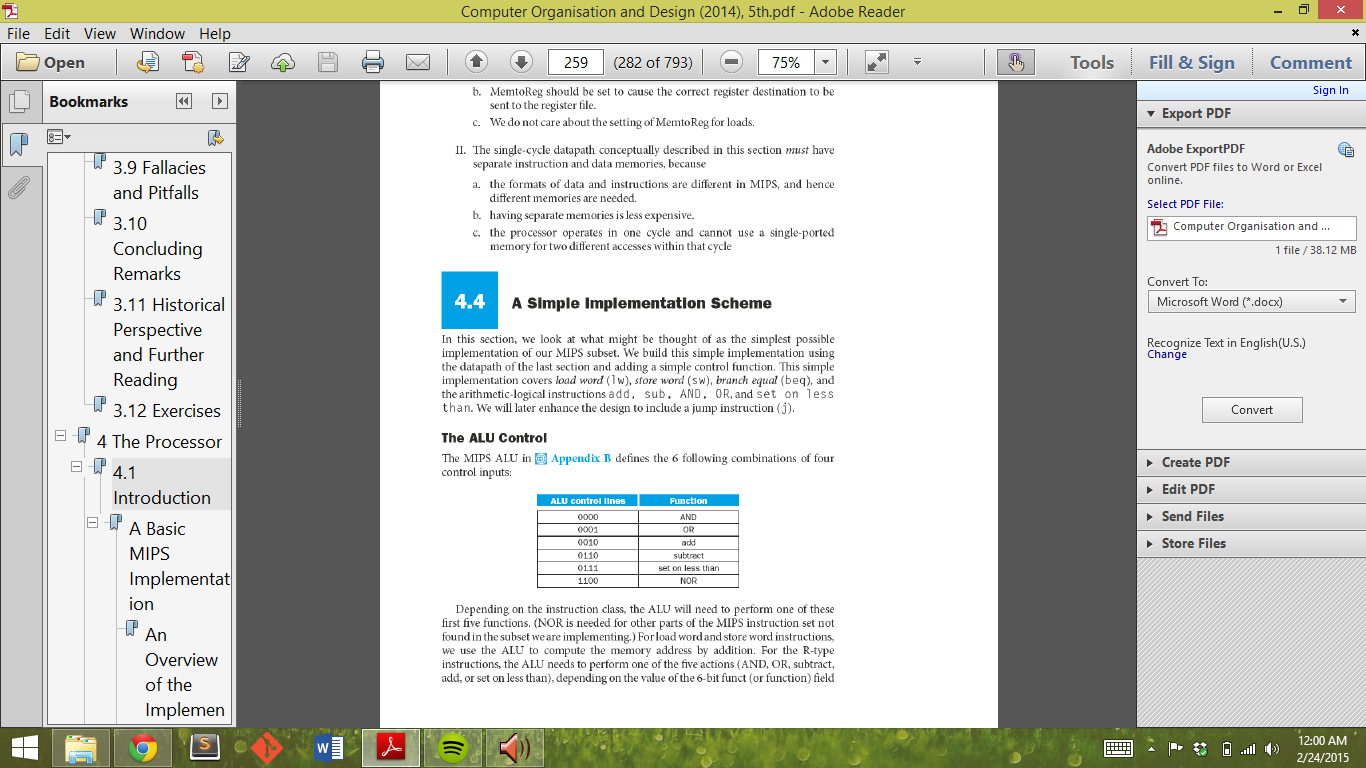 Computer Organisation and Design (2014), 5th.pdf - Adobe Reader
File Edit View Window Help
Open
259
(282 of 793)
75%
Tools
Fill & Sign
Comment
Bookmarks
3.9 Fallacies
and Pitfalls
3.10
Concluding
Remarks
3.11 Historical
Perspective
and Further
Reading
3.12 Exercises
4 The Processor
4.1
Introduction
A Basic
MIPS
Implementat
ion
An
Overview
of the
Implemen
b. MemtoReg should be set to cause the correct register destination to be
sent to the register file.
c. We do not care about the setting of MemtoReg for loads.
II. The single-cycle datapath conceptually described in this section must have
separate instruction and data memories, because
a. the formats of data and instructions are different in MIPS, and hence
different memories are needed.
b. having separate memories is less expensive.
c. the processor operates in one cycle and cannot use a single-ported
memory for two different accesses within that cycle
4.4 A Simple Implementation Scheme
In this section, we look at what might be thought of as the simplest possible
implementation of our MIPS subset. We build this simple implementation using
the datapath of the last section and adding a simple control function. This simple
implementation covers load word (lw), store word (sw), branch equal (beq), and
the arithmetic-logical instructions add, sub, AND, OR, and set on less
than. We will later enhance the design to include a jump instruction (j).
The ALU Control
The MIPS ALU in Appendix B defines the 6 following combinations of four
control inputs:
ALU control lines Function
0000 AND
0001 OR
0010 add
0110 subtract
0111 set on less than
1100 NOR
Depending on the instruction class, the ALU will need to perform one of these
first five functions. (NOR is needed for other parts of the MIPS instruction set not
found in the subset we are implementing.) For load word and store word instructions,
we use the ALU to compute the memory address by addition. For the R-type
instructions, the ALU needs to perform one of the five actions (AND, OR, subtract,
add, or set on less than), depending on the value of the 6-bit funct (or function) field
Sign In
Export PDF
Adobe ExportPDF
Convert PDF files to Word or Excel
online.
Select PDF File:
Computer Organisation and ...
1 file / 38.12 MB
Convert To:
Microsoft Word (*.docx)
Recognize Text in English(U.S.)
Change
Convert
Create PDF
Edit PDF
Send Files
Store Files
12:00 AM
2/24/2015